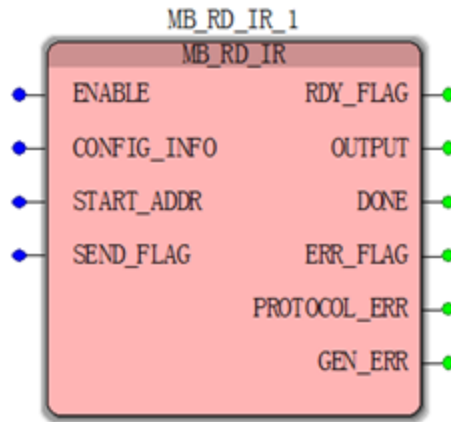 MB_RD_IR_1
MB_RD_IR
ENABLE RDY_FLAG
CONFIG_INFO OUTPUT
START_ADDR DONE
SEND_FLAG ERR_FLAG
PROTOCOL_ERR
GEN_ERR